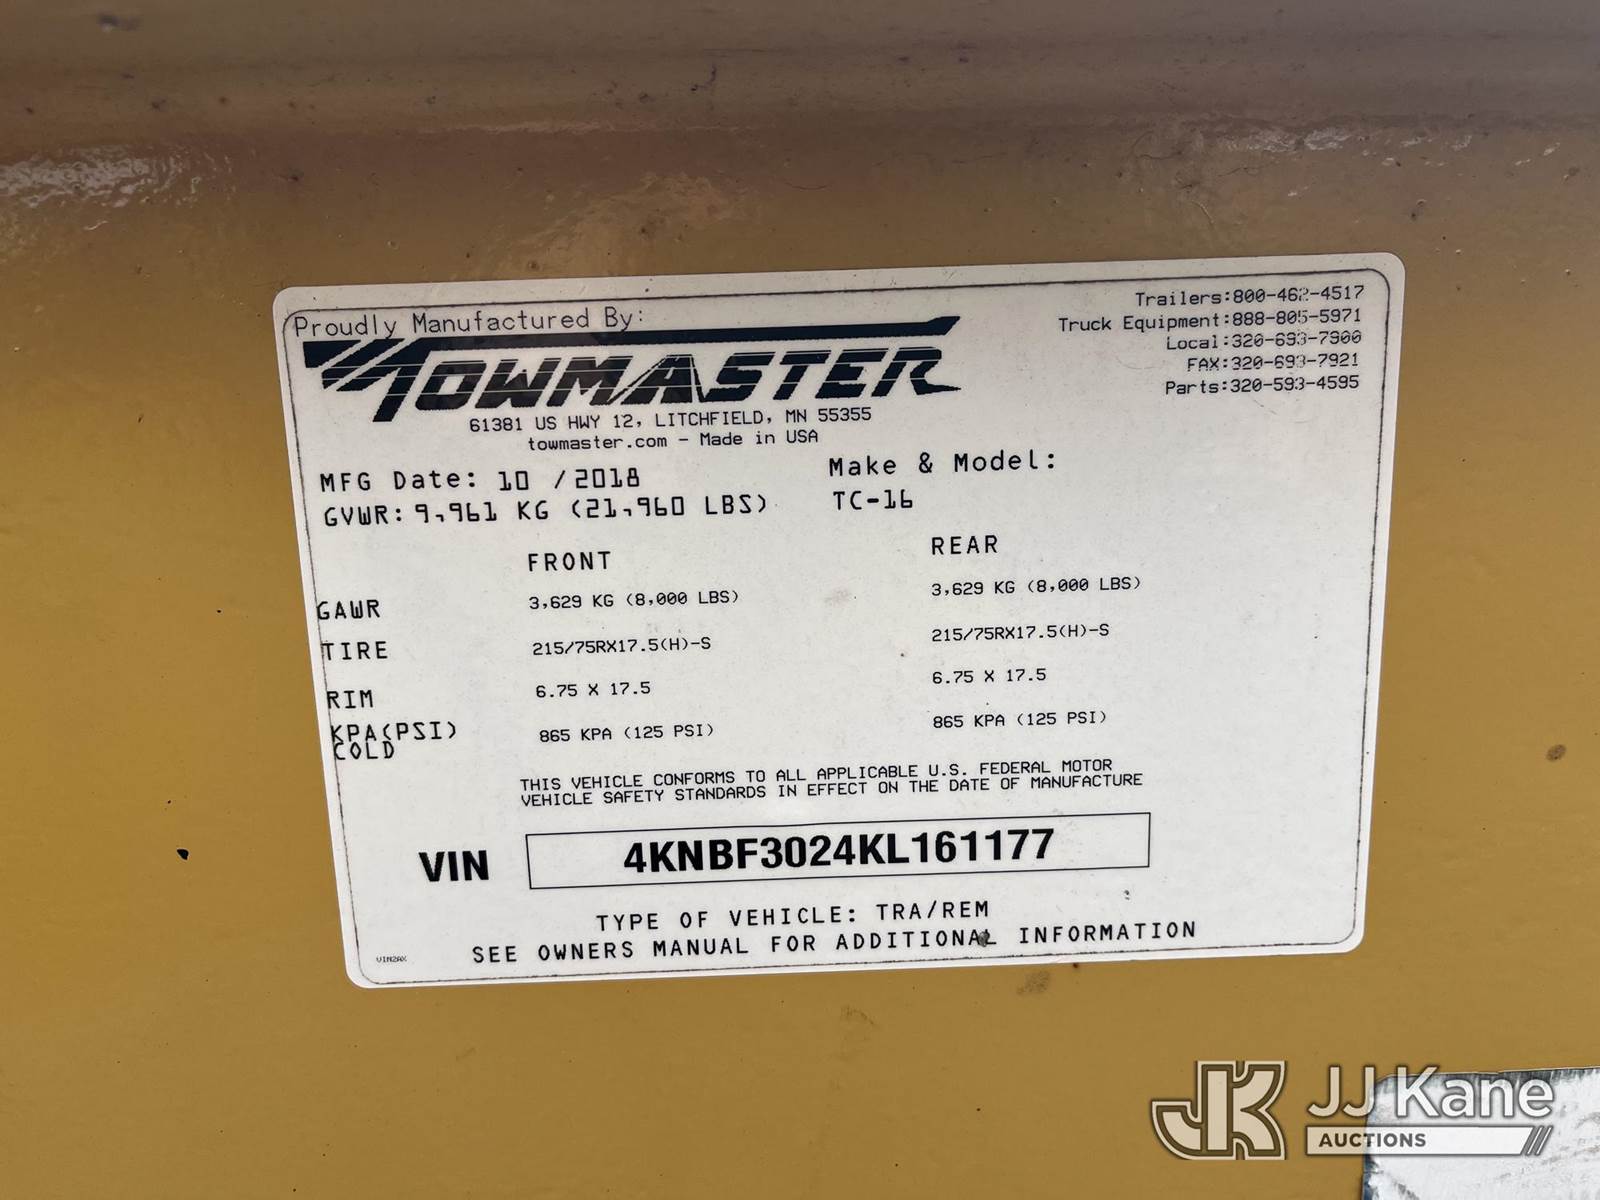 Proudly Manufactured By:
TOWMASTER
61381 US HWY 12, LITCHFIELD, MN 55355
towmaster.com - Made in USA
Trailers:800-462-4517
Truck Equipment:888-805-5971
Local:320-693-7900
FAX:320-693-7921
Parts:320-593-4595
MFG Date: 10 /2018
GVWR: 9,961 KG (21,960 LBS)
Make & Model:
TC-16
FRONT REAR
GAWR 3,629 KG (8,000 LBS) 3,629 KG (8,000 LBS)
TIRE 215/75RX17.5(H)-S 215/75RX17.5(H)-S
RIM 6.75 X 17.5 6.75 X 17.5
KPA(PSI) 865 KPA (125 PSI) 865 KPA (125 PSI)
COLD
THIS VEHICLE CONFORMS TO ALL APPLICABLE U.S. FEDERAL MOTOR
VEHICLE SAFETY STANDARDS IN EFFECT ON THE DATE OF MANUFACTURE
VIN 4KNBF3024KL161177
TYPE OF VEHICLE: TRA/REM
SEE OWNERS MANUAL FOR ADDITIONAL INFORMATION
VIN2AX
JK JJ Kane
AUCTIONS